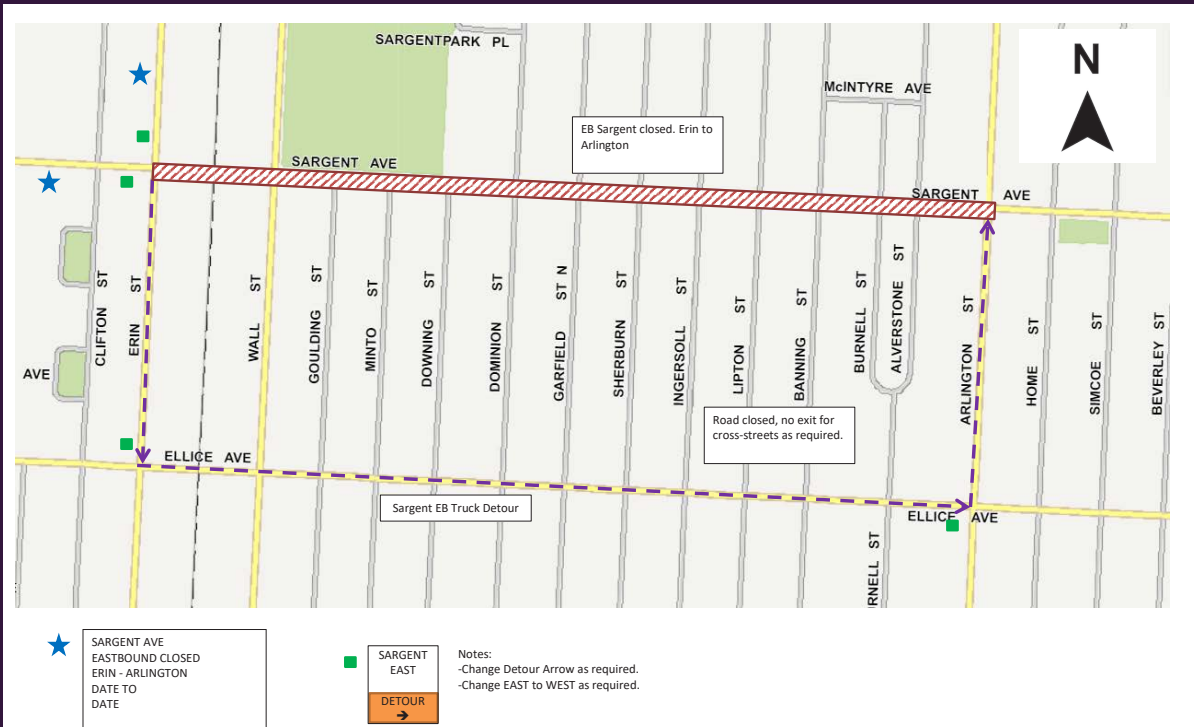 SARGENTPARK PL
N
McINTYRE AVE
EB Sargent closed. Erin to
Arlington
SARGENT AVE
SARGENT AVE
CLIFTON ST
ERIN ST
WALL ST
GOULDING ST
MINTO ST
DOWNING ST
DOMINION ST
GARFIELD ST N
SHERBURN ST
INGERSOLL ST
LIPTON ST
BANNING ST
BURNELL ST
ALVERSTONE ST
ARLINGTON ST
HOME ST
SIMCOE ST
BEVERLEY ST
AVE
Road closed, no exit for
cross-streets as required.
ELLICE AVE
Sargent EB Truck Detour
ELLICE AVE
RNELL ST
SARGENT AVE
EASTBOUND CLOSED
ERIN - ARLINGTON
DATE TO
DATE
SARGENT
EAST
DETOUR
→
Notes:
-Change Detour Arrow as required.
-Change EAST to WEST as required.